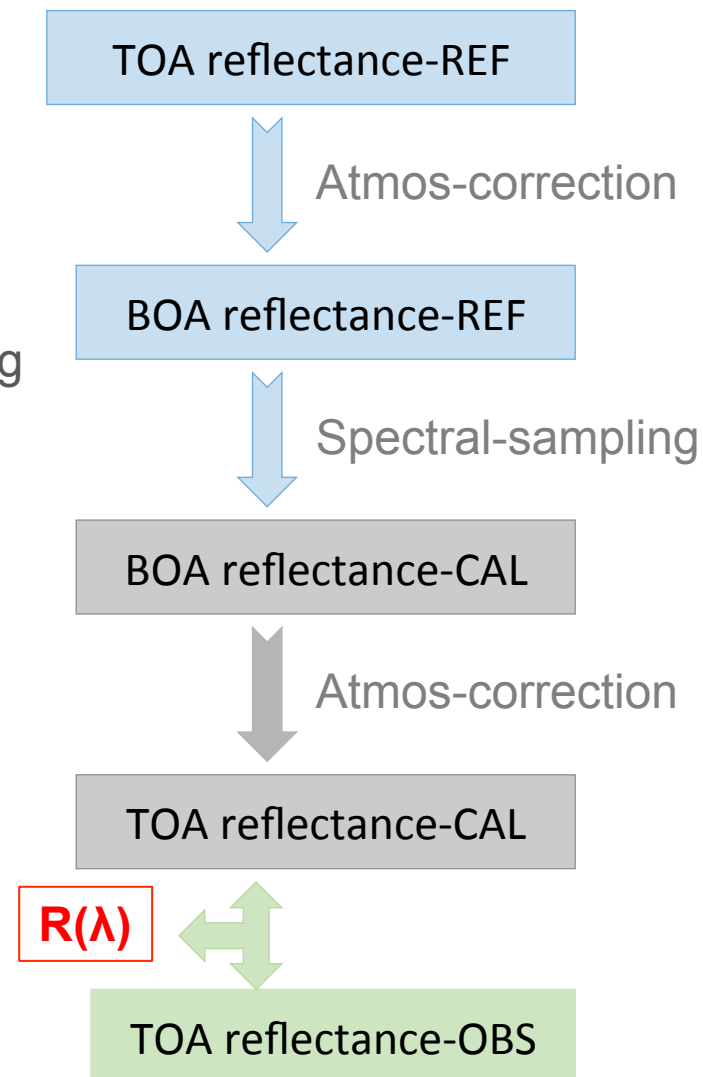 TOA reflectance-REF
Atmos-correction
BOA reflectance-REF
g
Spectral-sampling
BOA reflectance-CAL
Atmos-correction
TOA reflectance-CAL
R(λ)
TOA reflectance-OBS